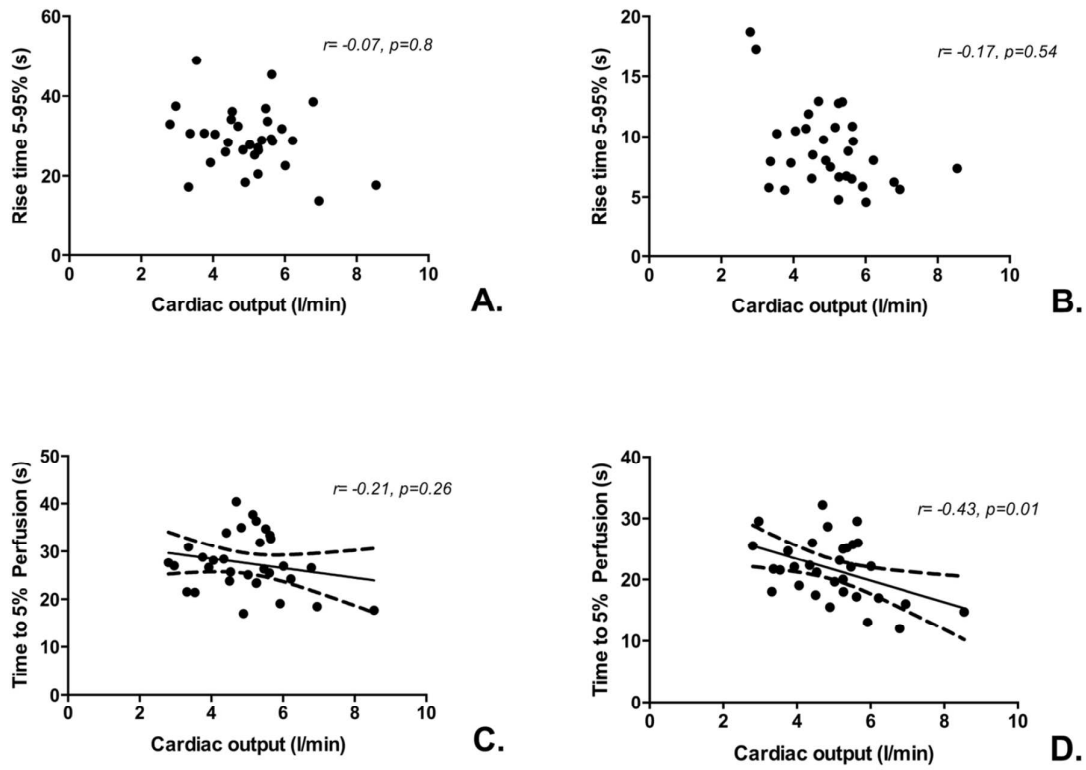 60
40
20
0
Rise time 5-95% (s)
r= -0.07, p=0.8
0 2 4 6 8 10
Cardiac output (l/min)
A.
20
15
10
5
0
Rise time 5-95% (s)
r= -0.17, p=0.54
0 2 4 6 8 10
Cardiac output (l/min)
B.
50
40
30
20
10
0
Time to 5% Perfusion (s)
r= -0.21, p=0.26
0 2 4 6 8 10
Cardiac output (l/min)
C.
40
30
20
10
0
Time to 5% Perfusion (s)
r= -0.43, p=0.01
0 2 4 6 8 10
Cardiac output (l/min)
D.